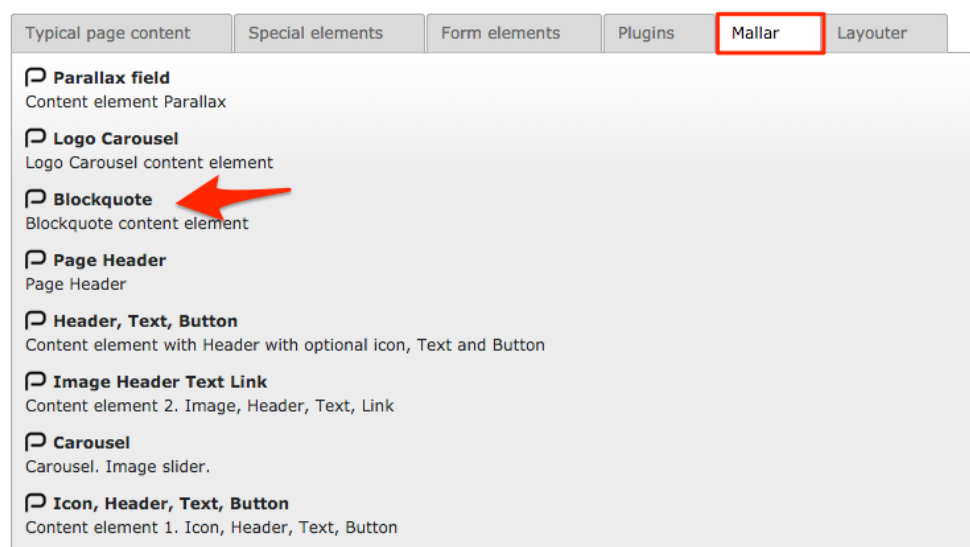 Typical page content Special elements Form elements Plugins Mallar Layouter
Parallax field
Content element Parallax
Logo Carousel
Logo Carousel content element
Blockquote
Blockquote content element
Page Header
Page Header
Header, Text, Button
Content element with Header with optional icon, Text and Button
Image Header Text Link
Content element 2. Image, Header, Text, Link
Carousel
Carousel. Image slider.
Icon, Header, Text, Button
Content element 1. Icon, Header, Text, Button